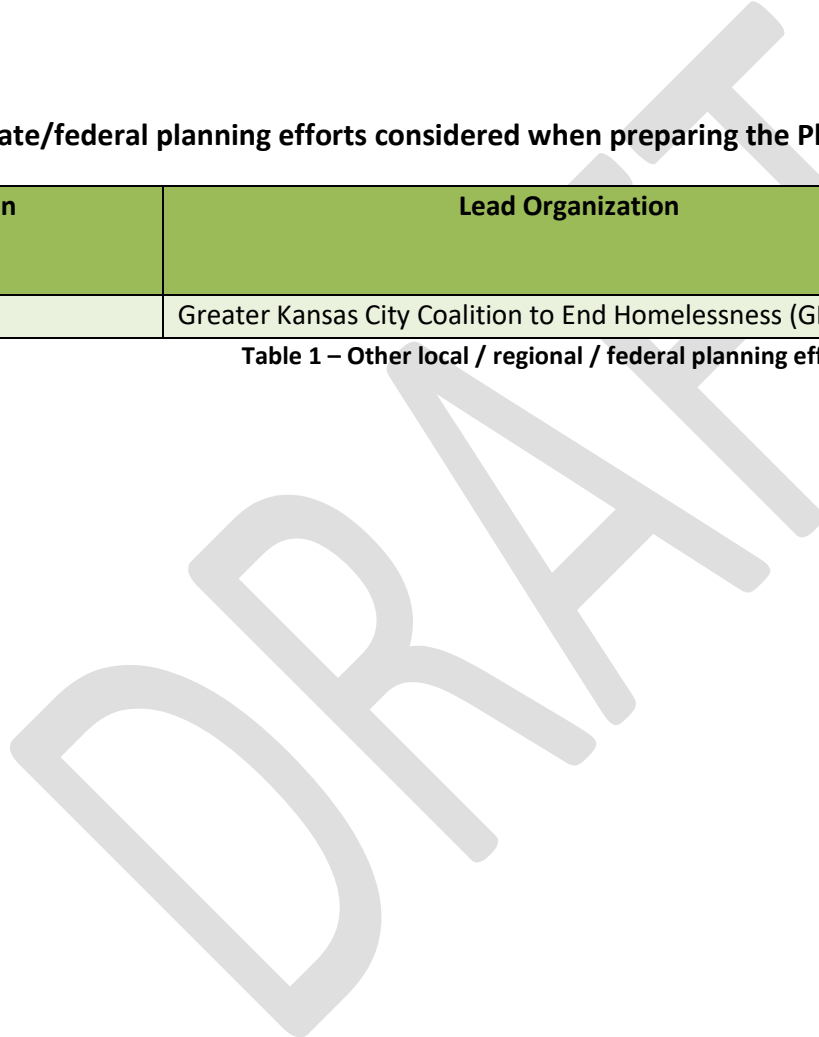 ate/federal planning efforts considered when preparing the Pl
n Lead Organization
Greater Kansas City Coalition to End Homelessness (G
Table 1 – Other local / regional / federal planning eff
DRAFT